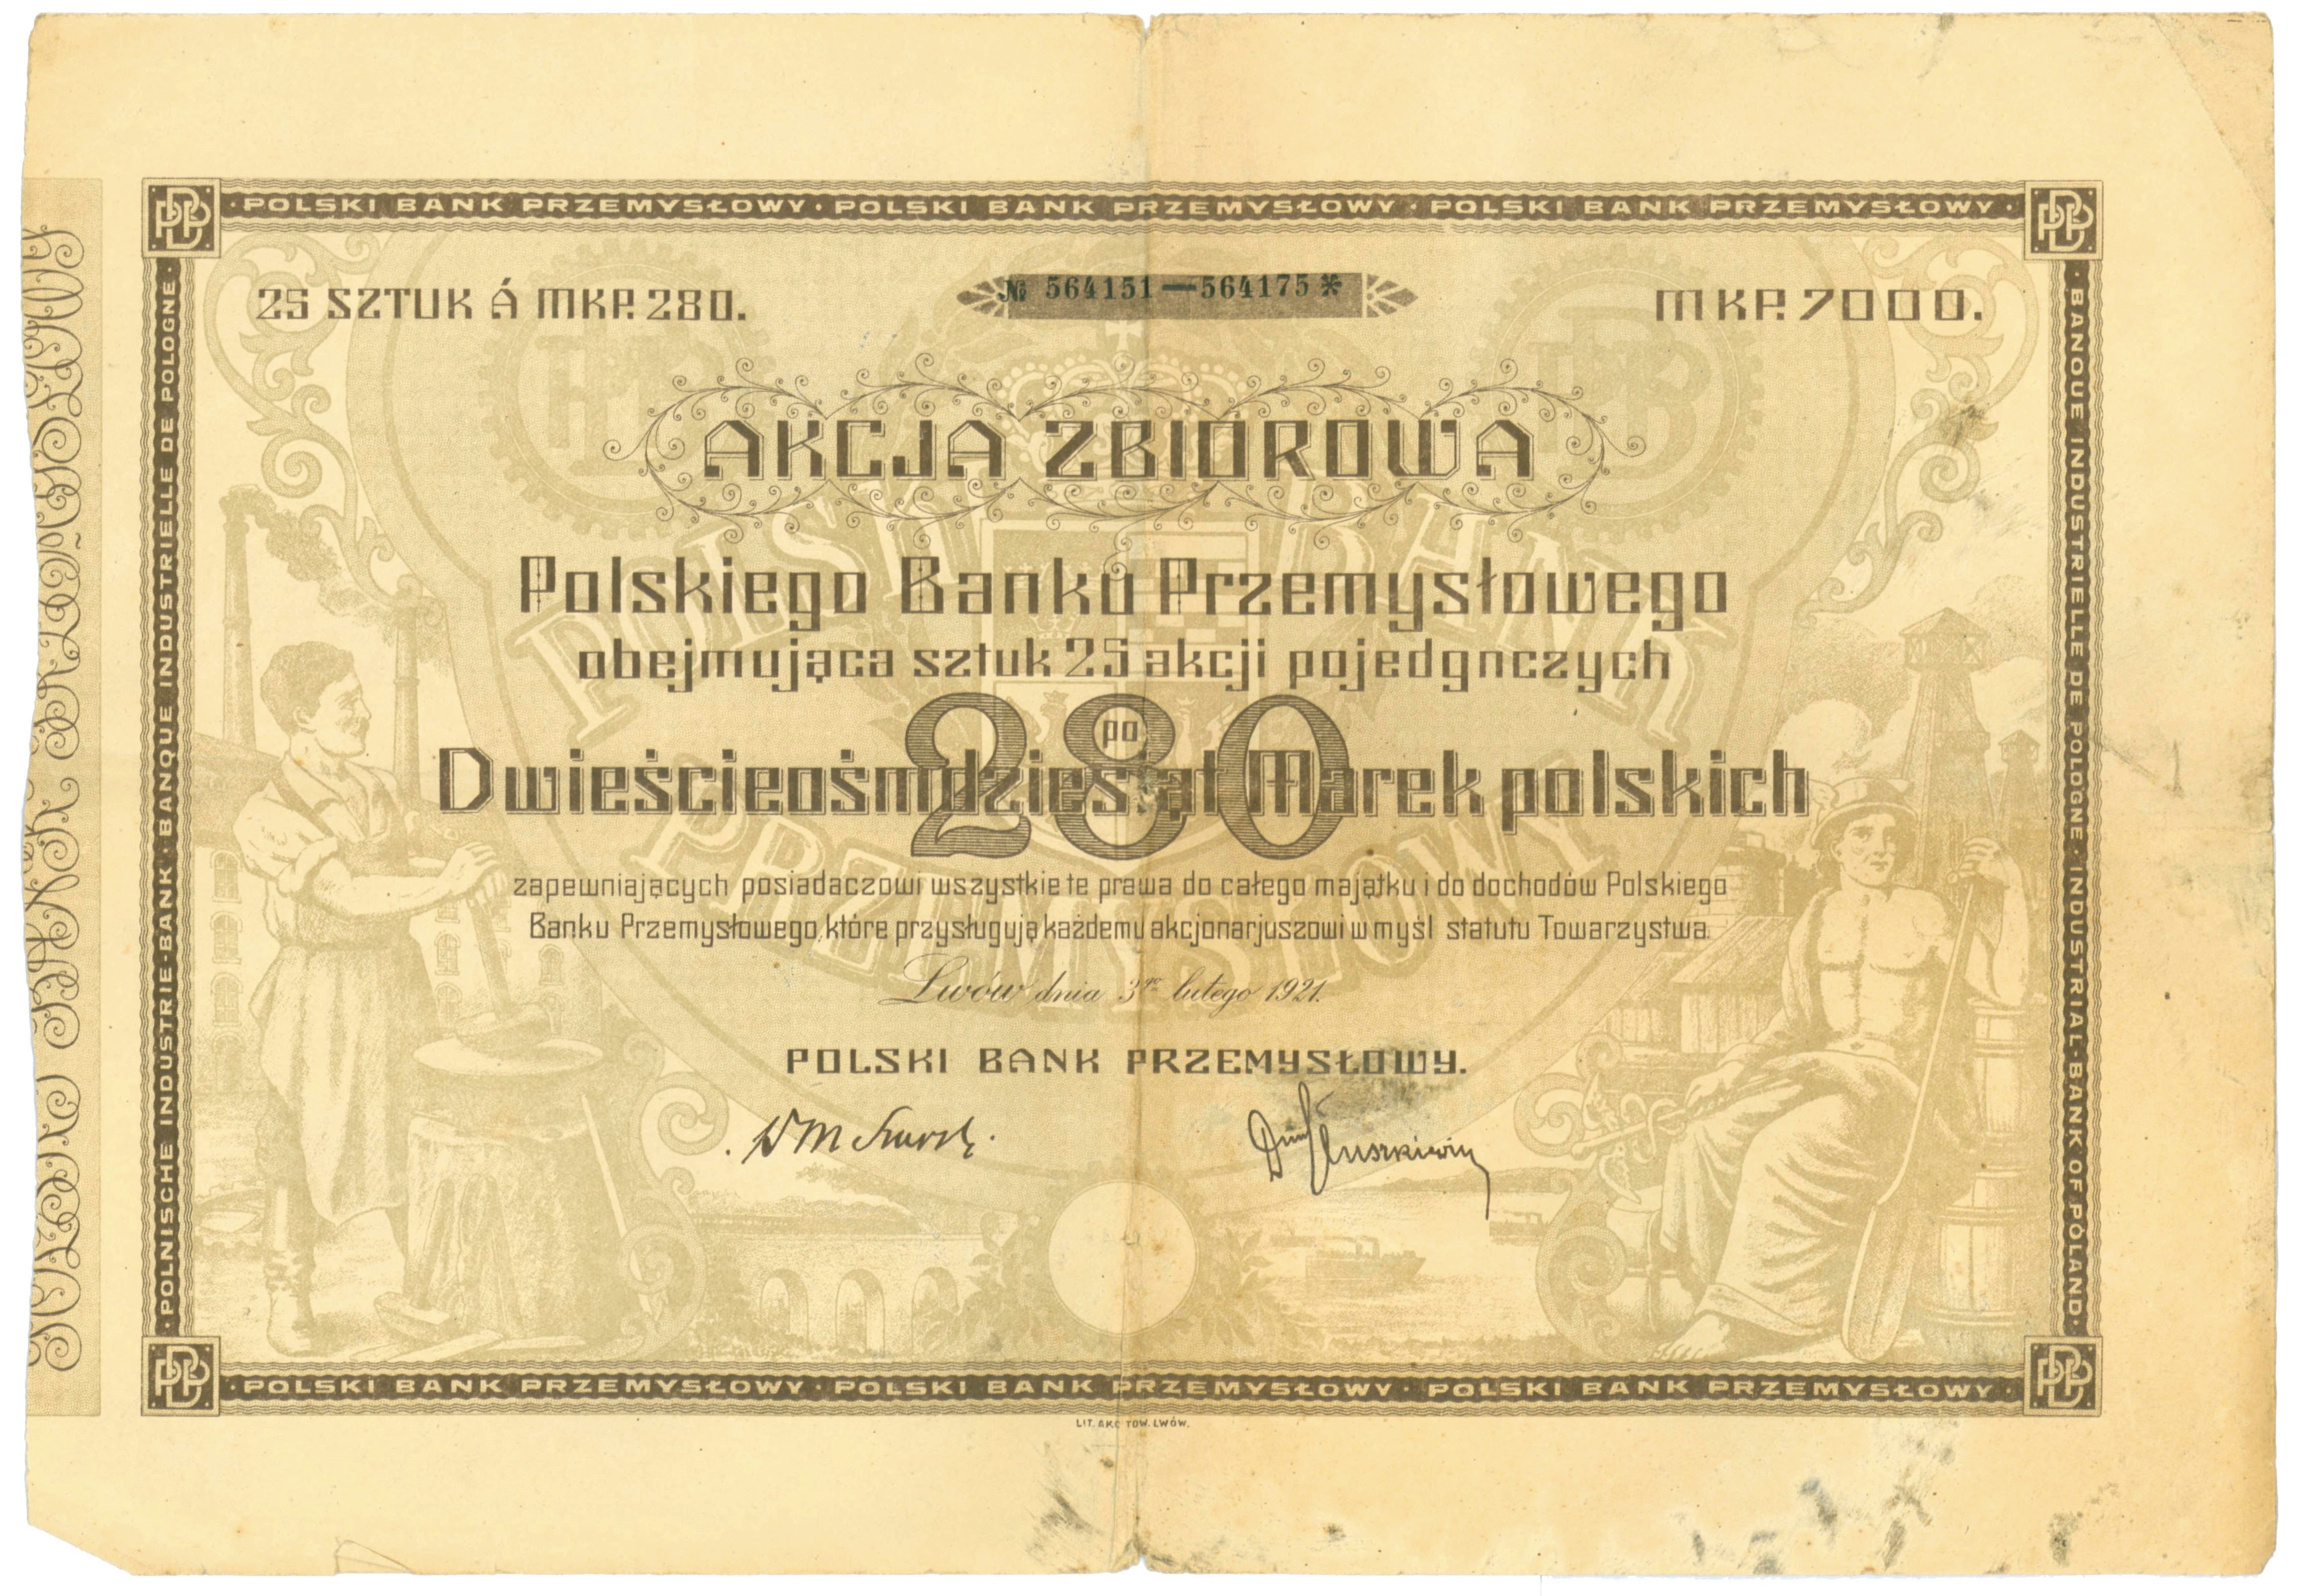 · POLSKI BANK PRZEMYSŁOWY · POLSKI BANK PRZEMYSŁOWY · POLSKI BANK PRZEMYSŁOWY ·
25 SZTUK Á MKP. 280.
№ 564151—564175 *
MKP. 7000.
AKCJA ZBIOROWA
Polskiego Banku Przemysłowego
obejmująca sztuk 25 akcji pojedynczych
280
po
Dwieścieośmdziesiąt Marek polskich
zapewniających posiadaczowi wszystkie te prawa do całego majątku i do dochodów Polskiego
Banku Przemysłowego, które przysługują każdemu akcjonarjuszowi w myśl statutu Towarzystwa.
Lwów dnia 3go lutego 1921.
POLSKI BANK PRZEMYSŁOWY.
POLSKI BANK
PRZEMYSŁOWY
· POLNISCHE INDUSTRIE-BANK · BANQUE INDUSTRIELLE DE POLOGNE ·
· BANQUE INDUSTRIELLE DE POLOGNE · INDUSTRIAL-BANK OF POLAND ·
· POLSKI BANK PRZEMYSŁOWY · POLSKI BANK PRZEMYSŁOWY · POLSKI BANK PRZEMYSŁOWY ·
LIT. AKC. TOW. LWÓW.